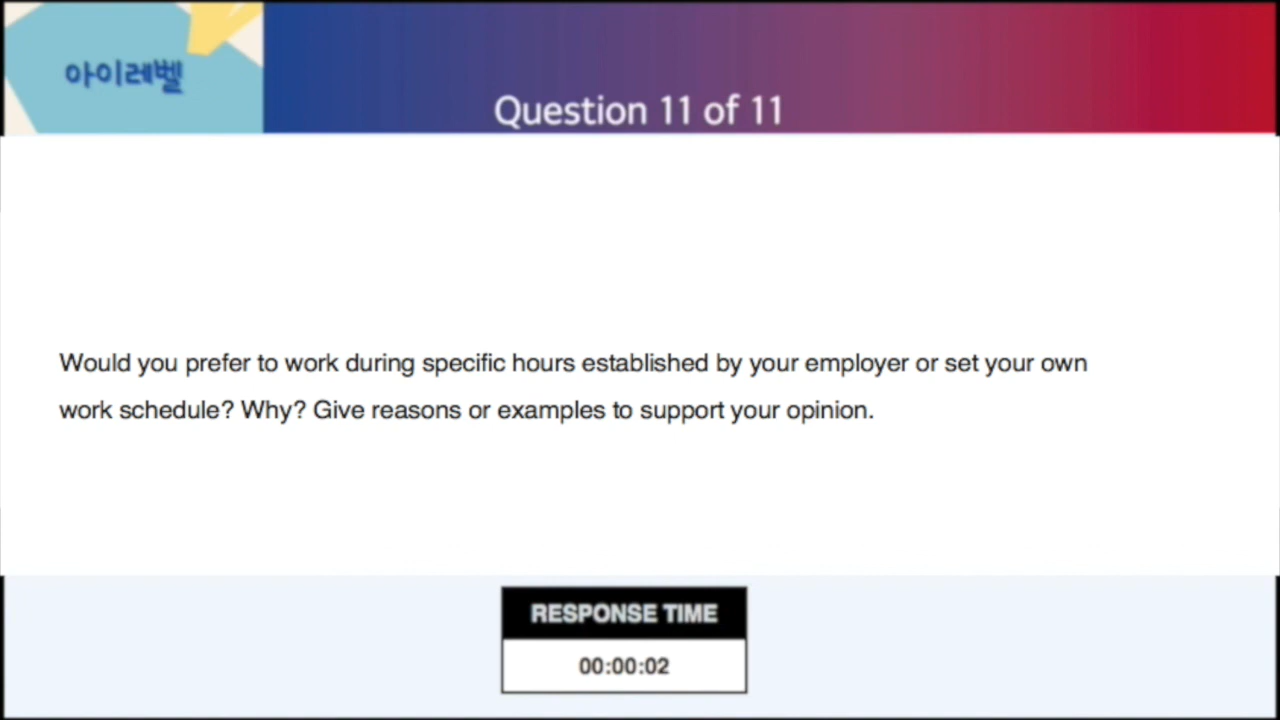 아이레벨
Question 11 of 11
Would you prefer to work during specific hours established by your employer or set your own
work schedule? Why? Give reasons or examples to support your opinion.
RESPONSE TIME
00:00:02